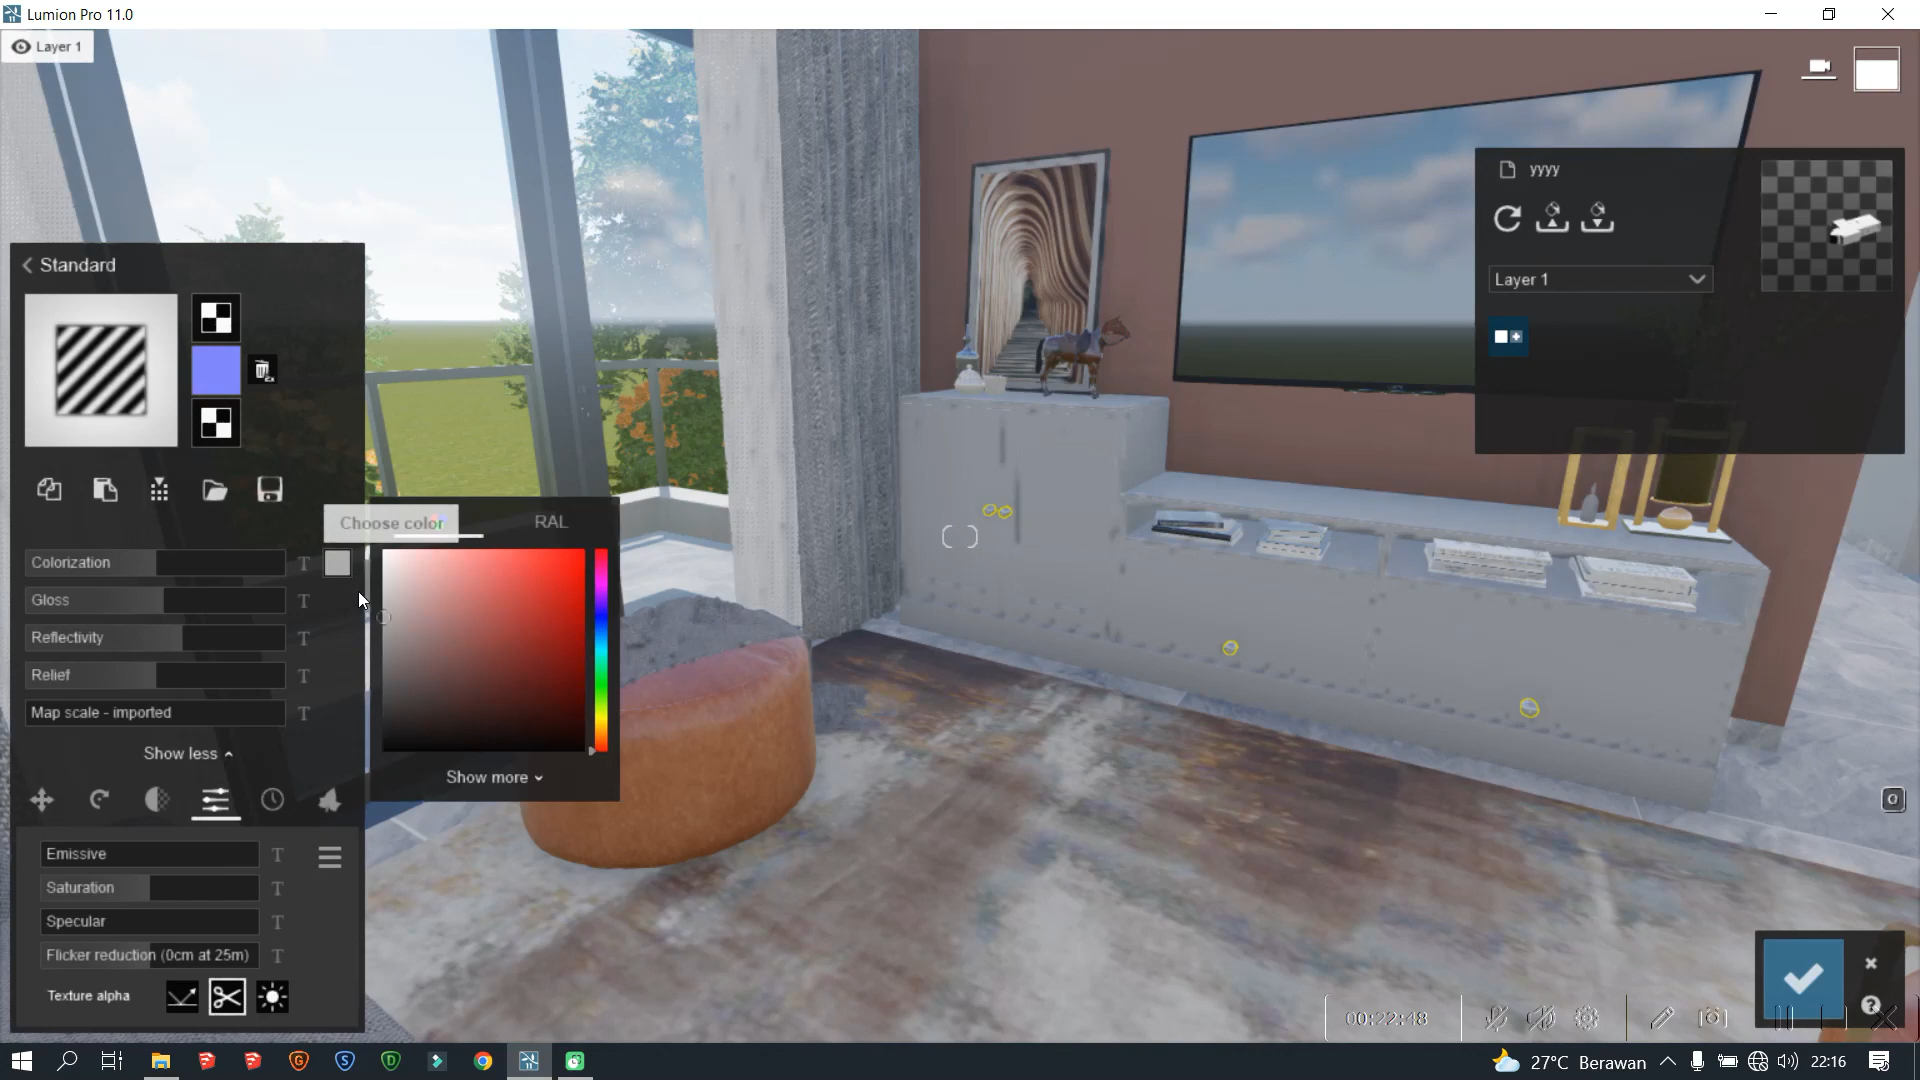 Lumion Pro 11.0
Layer 1
yyyy
Layer 1
Standard
Choose color
RAL
Colorization
T
Gloss
T
Reflectivity
T
Relief
T
Map scale - imported
T
Show less
Show more
Emissive
T
Saturation
T
Specular
T
Flicker reduction (0cm at 25m)
T
Texture alpha
00:22:48
27°C Berawan
22:16